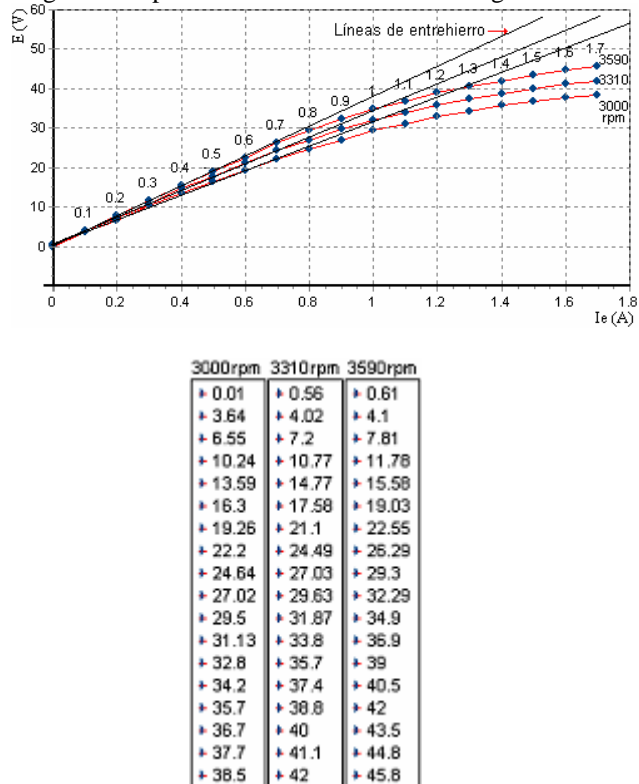 60
E (V)
Líneas de entrehierro
50
40
30
20
10
0
0.1
0.2
0.3
0.4
0.5
0.6
0.7
0.8
0.9
1
1.1
1.2
1.3
1.4
1.5
1.6
1.7
3590
3310
3000
rpm
0 0.2 0.4 0.6 0.8 1 1.2 1.4 1.6 1.8
Ie (A)
3000rpm 3310rpm 3590rpm
0.01 0.56 0.61
3.64 4.02 4.1
6.55 7.2 7.81
10.24 10.77 11.78
13.59 14.77 15.58
16.3 17.58 19.03
19.26 21.1 22.55
22.2 24.49 26.29
24.64 27.03 29.3
27.02 29.63 32.29
29.5 31.87 34.9
31.13 33.8 36.9
32.8 35.7 39
34.2 37.4 40.5
35.7 38.8 42
36.7 40 43.5
37.7 41.1 44.8
38.5 42 45.8